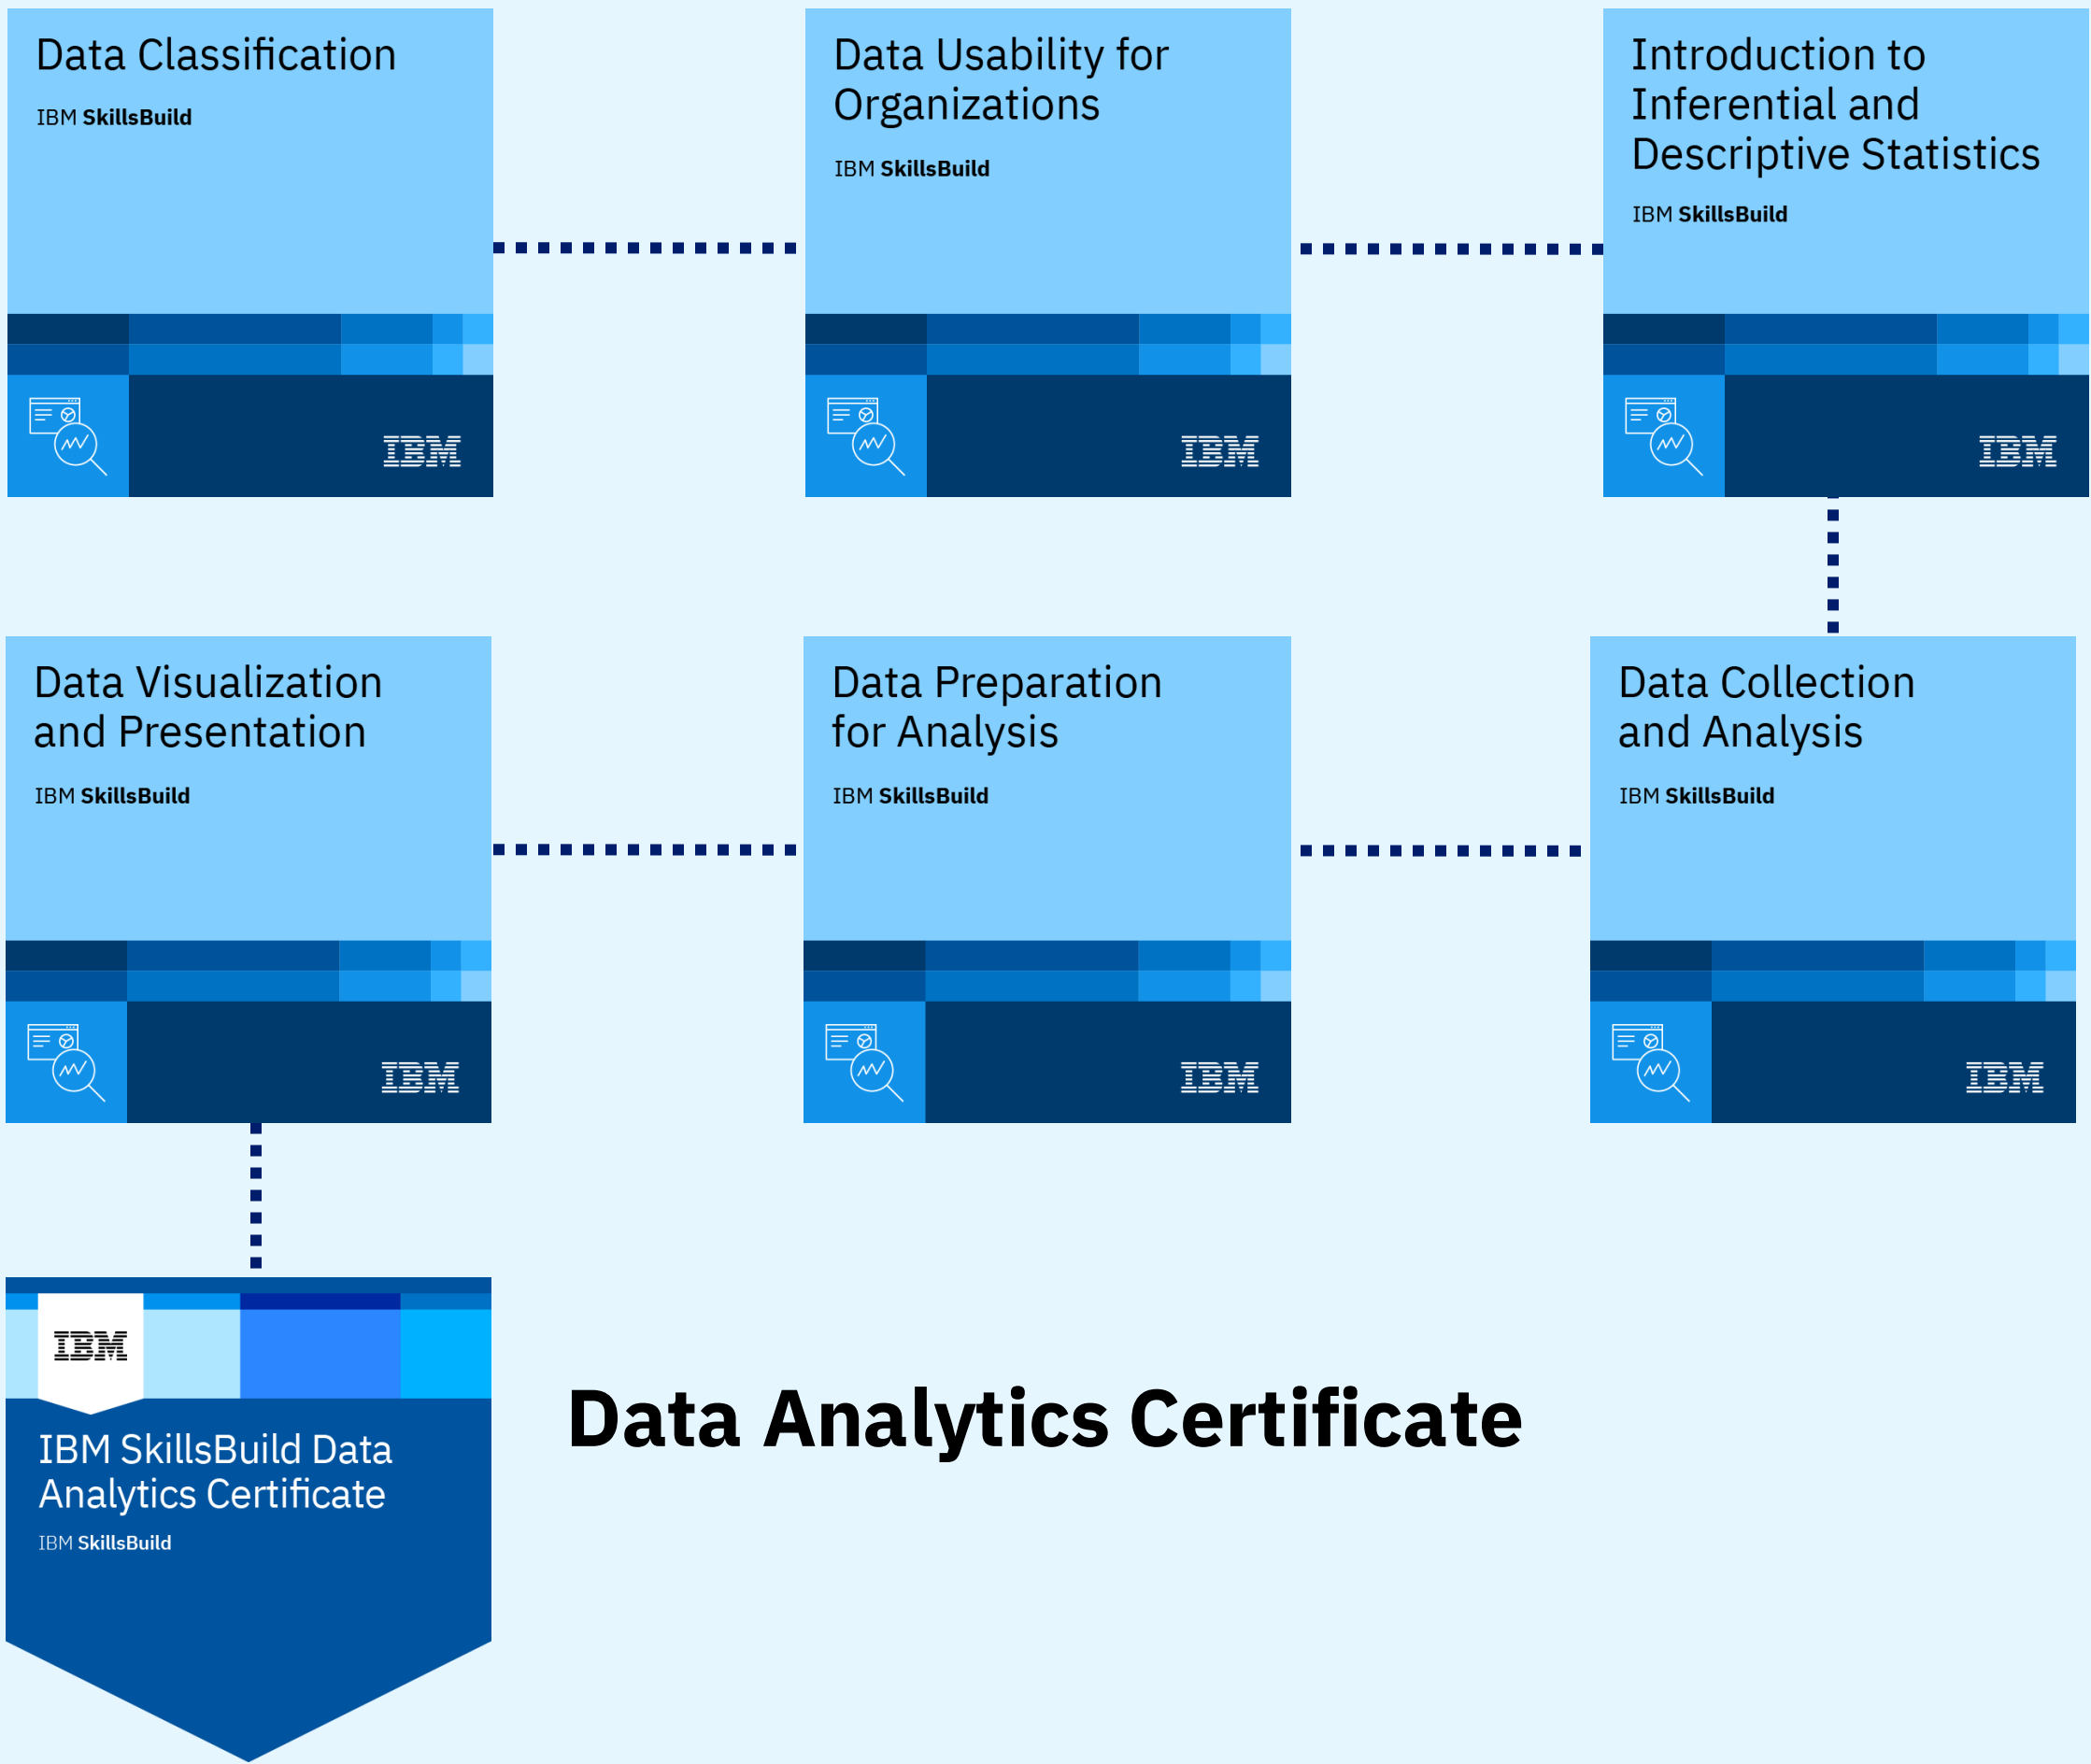 Data Classification
IBM SkillsBuild
IBM
Data Usability for
Organizations
IBM SkillsBuild
IBM
Introduction to
Inferential and
Descriptive Statistics
IBM SkillsBuild
IBM
Data Visualization
and Presentation
IBM SkillsBuild
IBM
Data Preparation
for Analysis
IBM SkillsBuild
IBM
Data Collection
and Analysis
IBM SkillsBuild
IBM
IBM
IBM SkillsBuild Data
Analytics Certificate
IBM SkillsBuild
Data Analytics Certificate